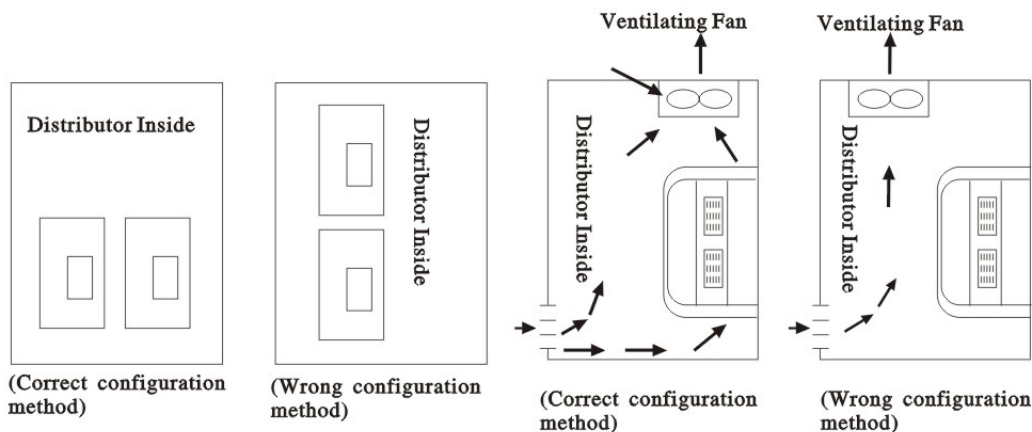 Distributor Inside
(Correct configuration
method)
Distributor Inside
(Wrong configuration
method)
Ventilating Fan
Distributor Inside
(Correct configuration
method)
Ventilating Fan
Distributor Inside
(Wrong configuration
method)